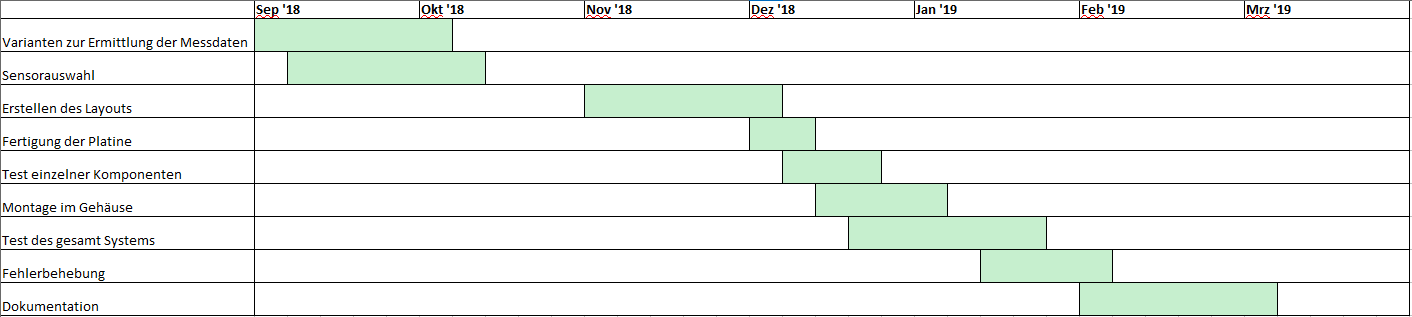 Sep '18 Okt '18 Nov '18 Dez '18 Jan '19 Feb '19 Mrz '19
Varianten zur Ermittlung der Messdaten
Sensorauswahl
Erstellen des Layouts
Fertigung der Platine
Test einzelner Komponenten
Montage im Gehäuse
Test des gesamt Systems
Fehlerbehebung
Dokumentation